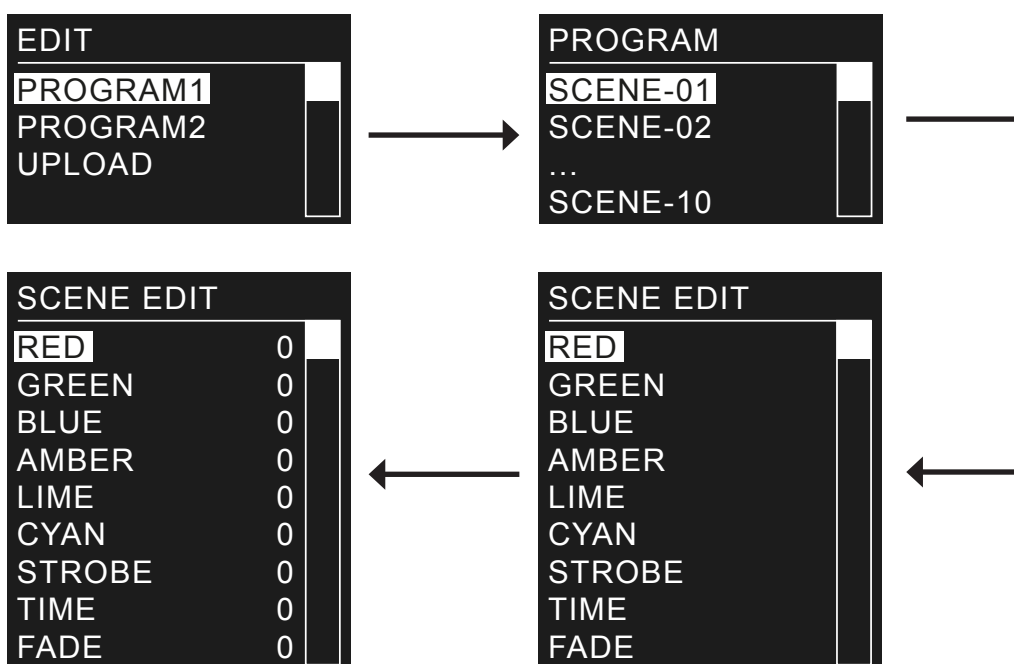 EDIT
PROGRAM1
PROGRAM2
UPLOAD
PROGRAM
SCENE-01
SCENE-02
...
SCENE-10
SCENE EDIT
RED 0
GREEN 0
BLUE 0
AMBER 0
LIME 0
CYAN 0
STROBE 0
TIME 0
FADE 0
SCENE EDIT
RED
GREEN
BLUE
AMBER
LIME
CYAN
STROBE
TIME
FADE